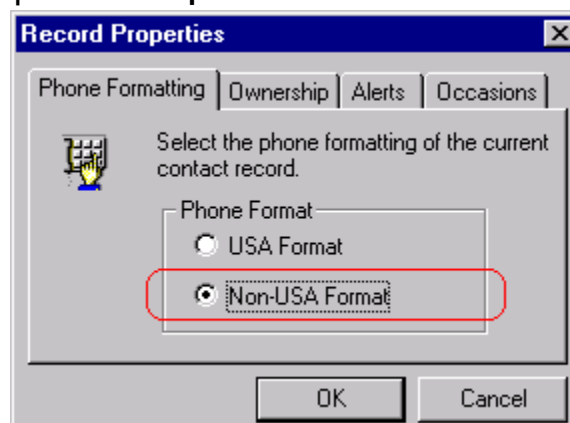 Record Properties
Phone Formatting Ownership Alerts Occasions
Select the phone formatting of the current
contact record.
Phone Format
USA Format
Non-USA Format
OK Cancel